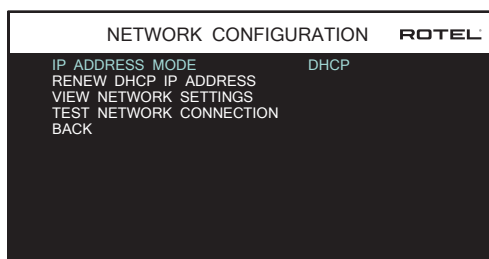 NETWORK CONFIGURATION ROTEL
IP ADDRESS MODE DHCP
RENEW DHCP IP ADDRESS
VIEW NETWORK SETTINGS
TEST NETWORK CONNECTION
BACK